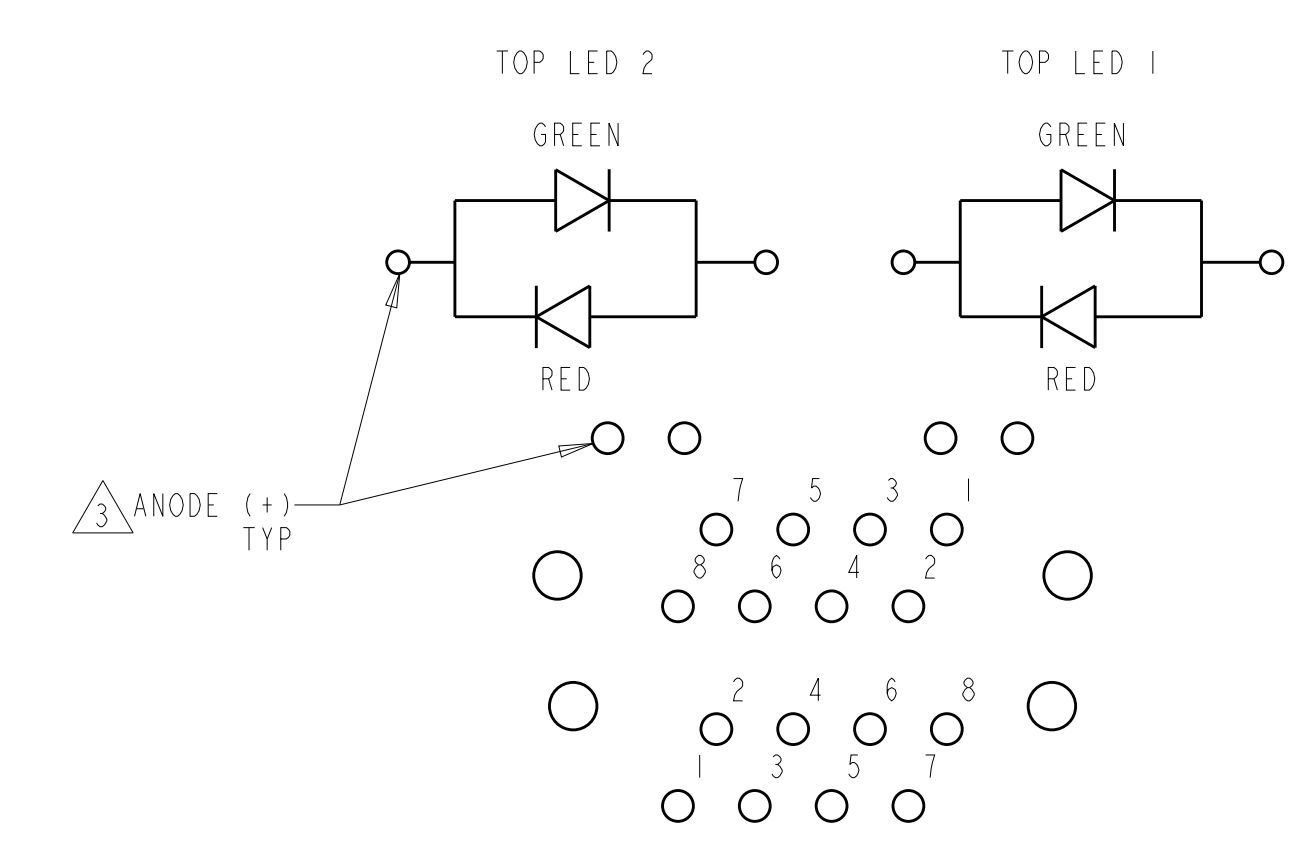 TOP LED 2
TOP LED 1
GREEN
GREEN
RED
RED
3 ANODE (+)
TYP
7 5 3 1
8 6 4 2
2 4 6 8
1 3 5 7